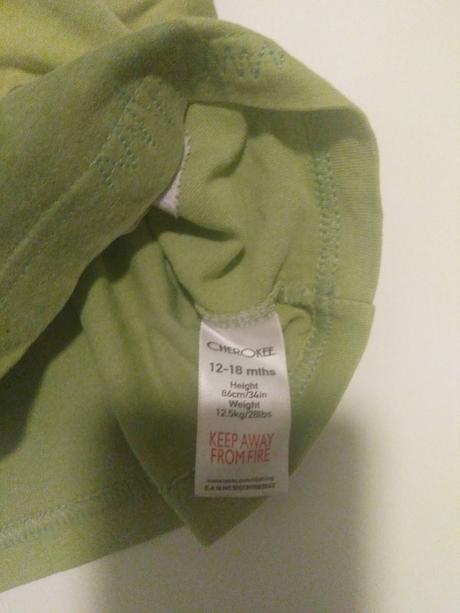 CHEROKEE
12-18 mths
Height
86cm/34in
Weight
12.5kg/28lbs
KEEP AWAY
FROM FIRE